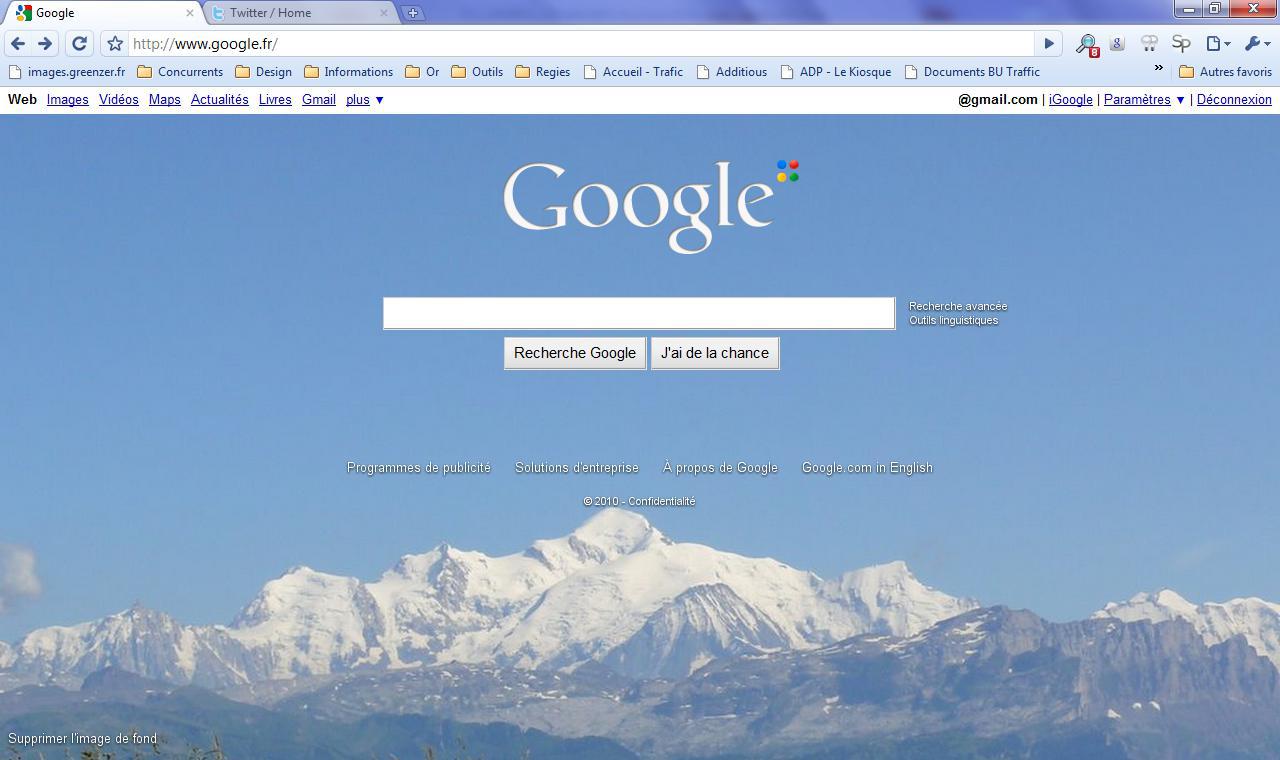 Google
Twitter / Home
http://www.google.fr/
8
g
Sp
images.greenzer.fr Concurrents Design Informations Or Outils Regies Accueil - Trafic Additious ADP - Le Kiosque Documents BU Traffic » Autres favoris
Web Images Vidéos Maps Actualités Livres Gmail plus ▼ @gmail.com | iGoogle | Paramètres ▼ | Déconnexion
Google
Recherche avancée
Outils linguistiques
Recherche Google J'ai de la chance
Programmes de publicité Solutions d'entreprise À propos de Google Google.com in English
© 2010 - Confidentialité
Supprimer l'image de fond